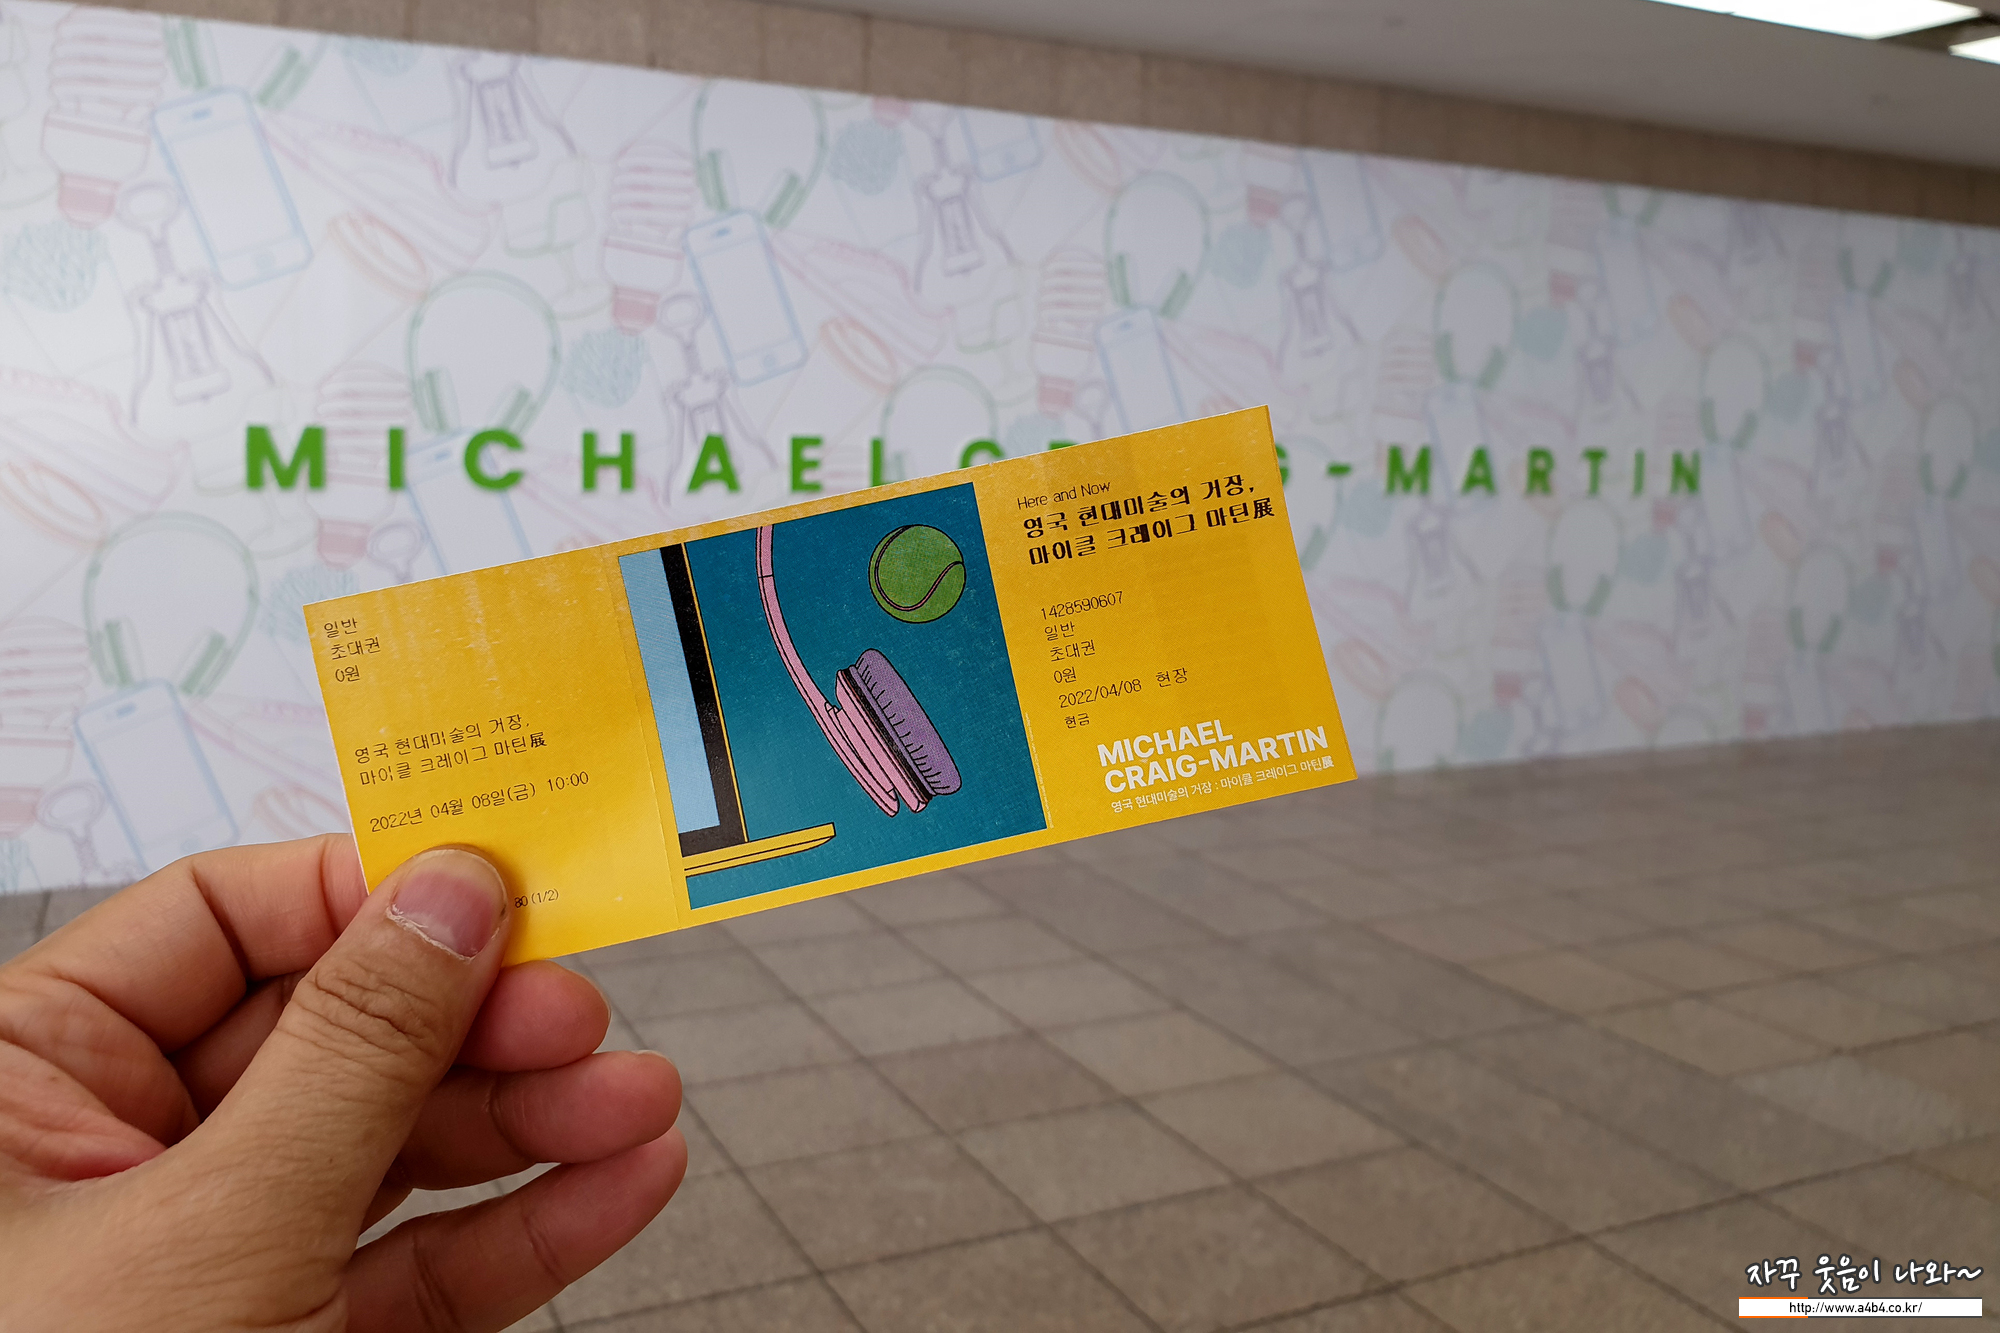 MICHAEL C G-MARTIN
일반
초대권
0원
영국 현대미술의 거장,
마이클 크레이그 마틴展
2022년 04월 08일(금) 10:00
80 (1/2)
Here and Now
영국 현대미술의 거장,
마이클 크레이그 마틴展
1428590607
일반
초대권
0원
2022/04/08 현장
현금
MICHAEL
CRAIG-MARTIN
영국 현대미술의 거장 : 마이클 크레이그 마틴展
자꾸 웃음이 나와~
http://www.a4b4.co.kr/